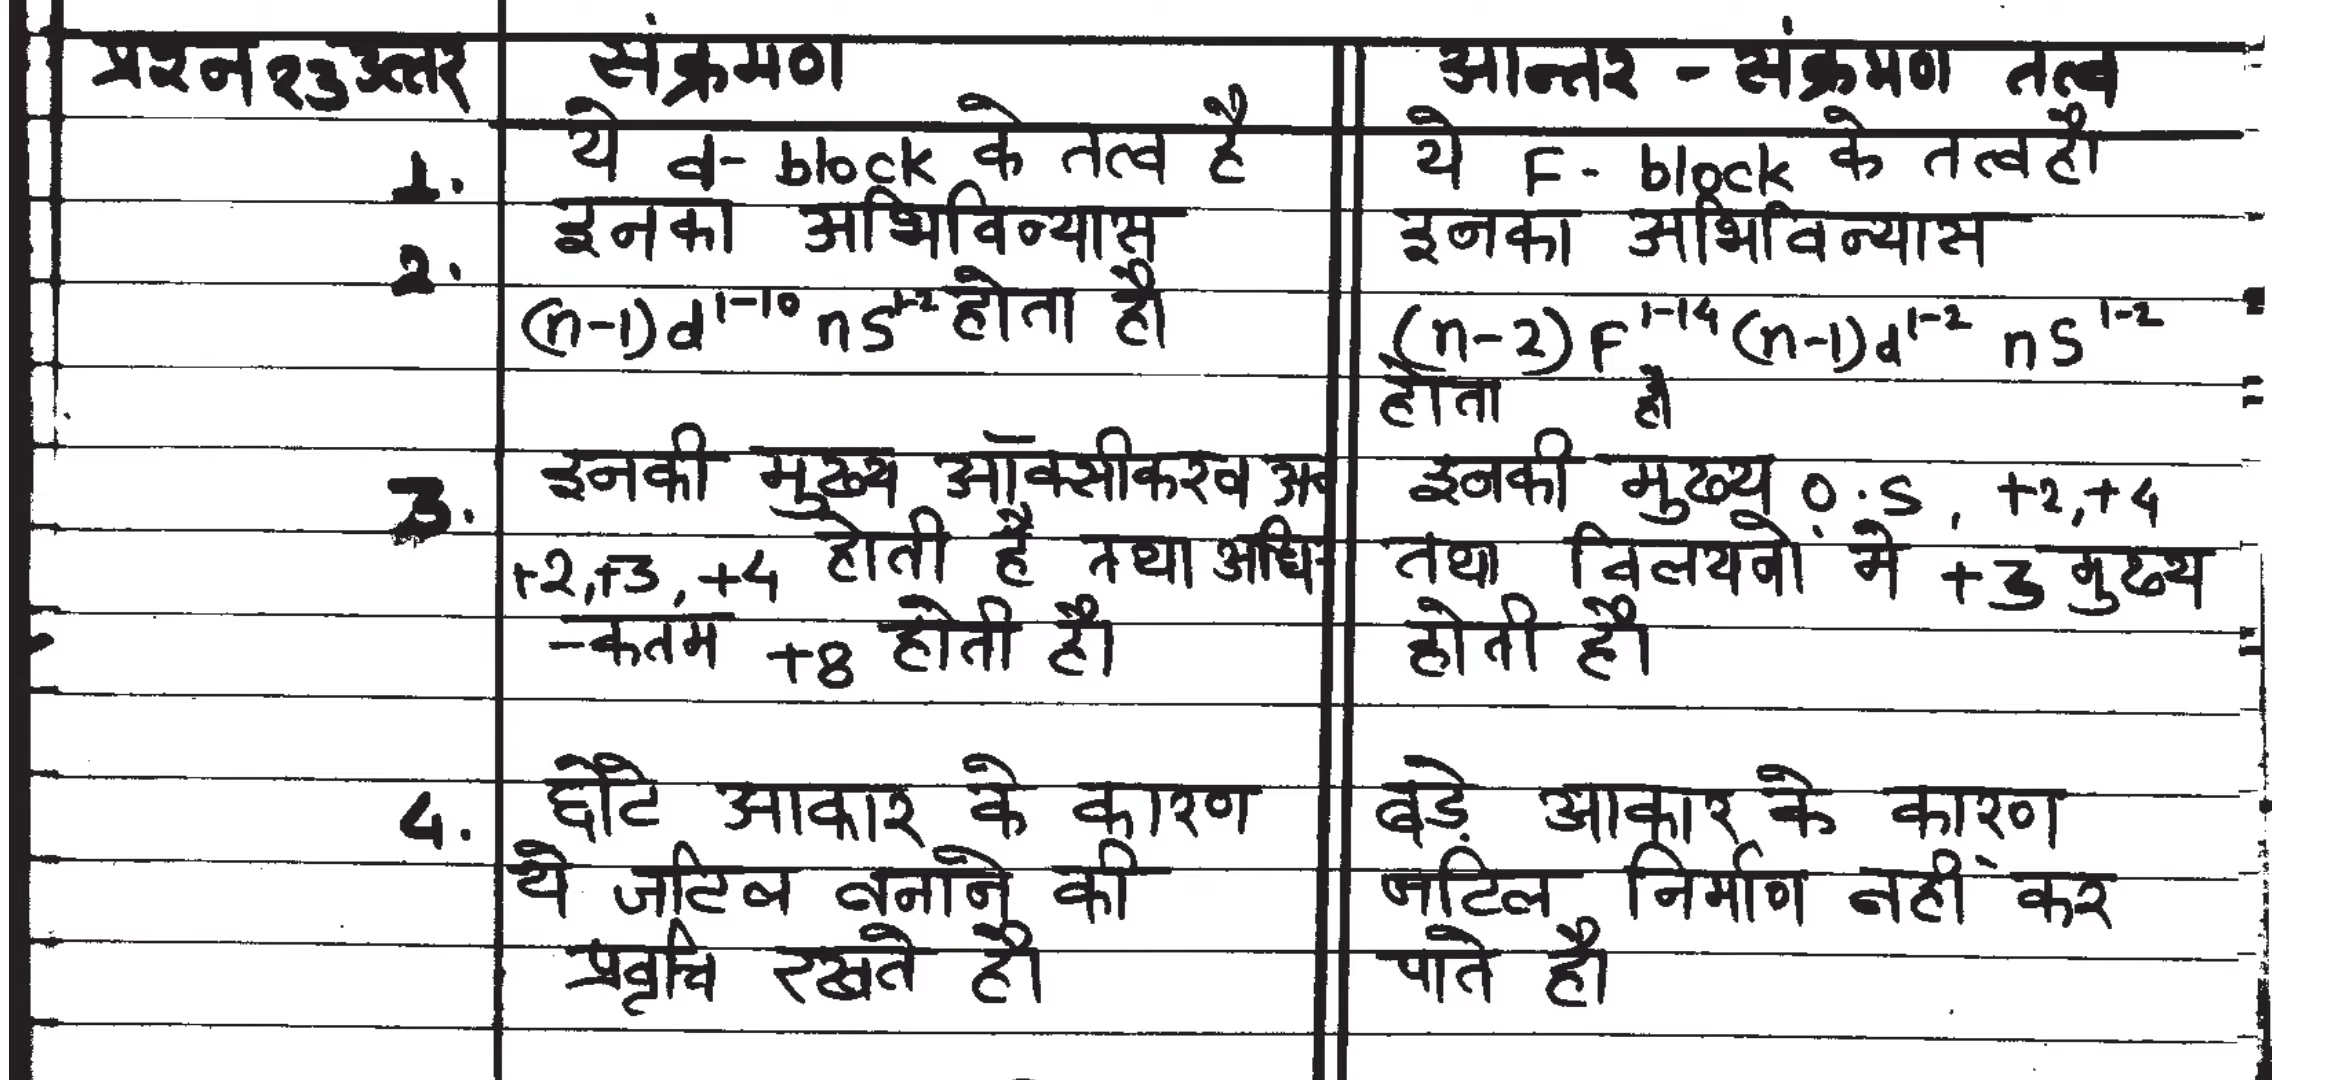 प्रश्न 23 उत्तर संक्रमण आन्तर - संक्रमण तत्व
1. ये d- block के तत्व है ये F- block के तत्व है।
2. इनका अभिविन्यास इनका अभिविन्यास
(n-1)d¹⁻¹⁰ nS¹⁻² होता है। (n-2)F¹⁻¹⁴ (n-1)d¹⁻² nS¹⁻²
होता है।
3. इनकी मुख्य ऑक्सीकरण अव इनकी मुख्य O.S, +2,+4
+2,+3, +4 होती है तथा अधि- तथा विलयनों में +3 मुख्य
-कतम +8 होती है। होती है।
4. छोटे आकार के कारण बड़े आकार के कारण
ये जटिल बनाने की जटिल निर्माण नहीं कर
प्रवृत्ति रखते है। पाते है।